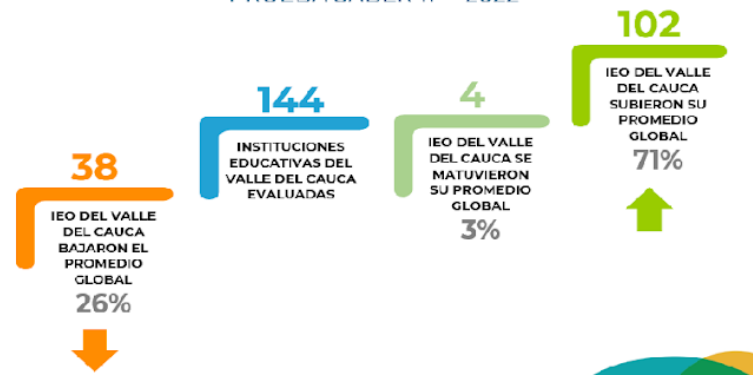 102
IEO DEL VALLE
DEL CAUCA
SUBIERON SU
PROMEDIO
GLOBAL
71%
144
INSTITUCIONES
EDUCATIVAS DEL
VALLE DEL CAUCA
EVALUADAS
4
IEO DEL VALLE
DEL CAUCA SE
MATUVIERON
SU PROMEDIO
GLOBAL
3%
38
IEO DEL VALLE
DEL CAUCA
BAJARON EL
PROMEDIO
GLOBAL
26%